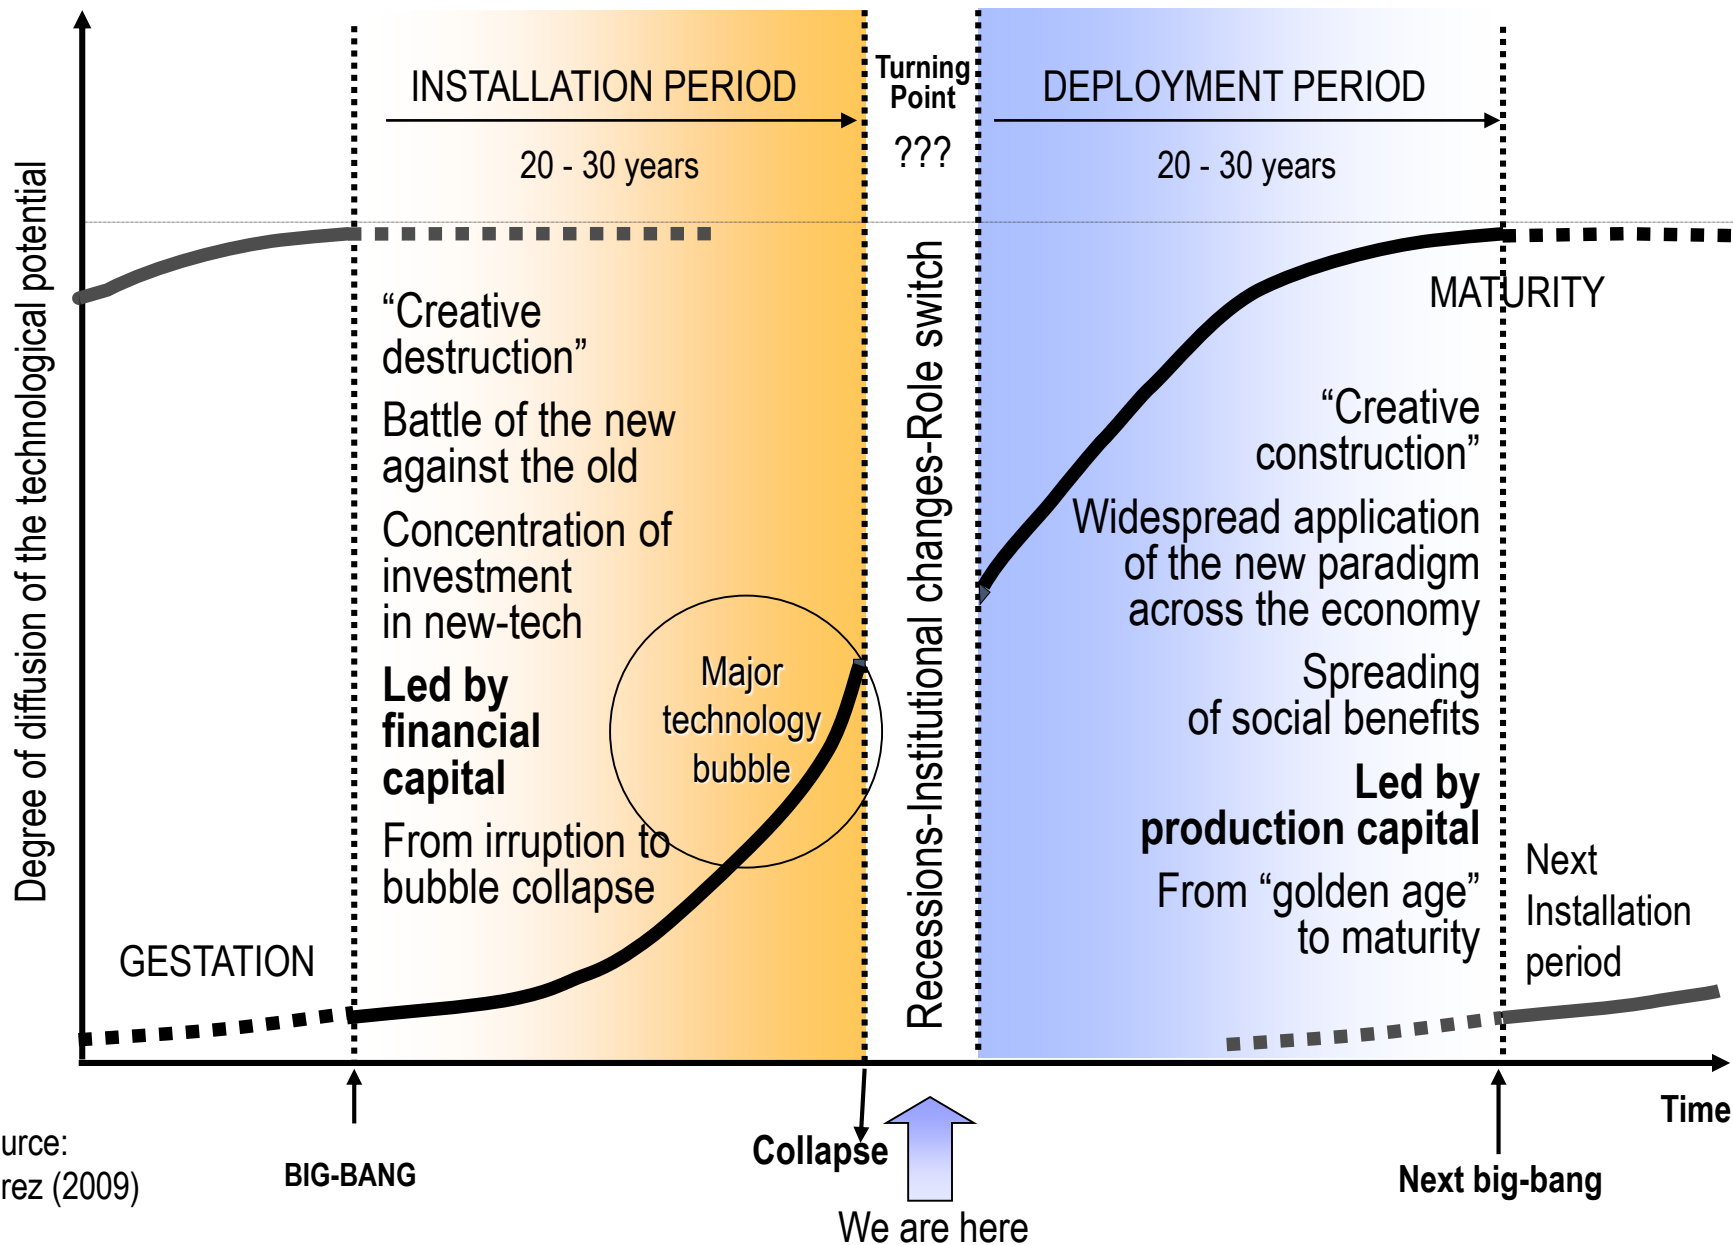 INSTALLATION PERIOD
20 - 30 years
Turning
Point
???
DEPLOYMENT PERIOD
20 - 30 years
Degree of diffusion of the technological potential
“Creative
destruction”
Battle of the new
against the old
Concentration of
investment
in new-tech
Led by
financial
capital
From irruption to
bubble collapse
Major
technology
bubble
Recessions-Institutional changes-Role switch
MATURITY
“Creative
construction”
Widespread application
of the new paradigm
across the economy
Spreading
of social benefits
Led by
production capital
From “golden age”
to maturity
Next
Installation
period
GESTATION
Time
BIG-BANG
Collapse
We are here
Next big-bang
urce:
rez (2009)